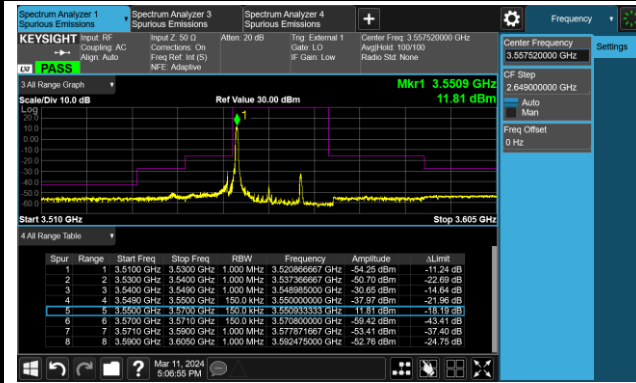 Spectrum Analyzer 1
Spurious Emissions
Spectrum Analyzer 3
Spurious Emissions
Spectrum Analyzer 4
Spurious Emissions
+
Frequency
KEYSIGHT
Input: RF
Coupling: AC
Align: Auto
Input Z: 50 Ω
Corrections: On
Freq Ref: Int (S)
NFE: Adaptive
Atten: 20 dB
Trig: External 1
Gate: LO
IF Gain: Low
Center Freq: 3.557520000 GHz
Avg|Hold: 100/100
Radio Std: None
LXI PASS
Center Frequency
3.557520000 GHz
Settings
CF Step
2.649000000 GHz
Auto
Man
Freq Offset
0 Hz
3 All Range Graph
Mkr1 3.5509 GHz
Scale/Div 10.0 dB
Ref Value 30.00 dBm
11.81 dBm
Log
20.0
10.0
0.00
-10.0
-20.0
-30.0
-40.0
-50.0
-60.0
1
Start 3.510 GHz
Stop 3.605 GHz
4 All Range Table
Spur Range Start Freq Stop Freq RBW Frequency Amplitude ΔLimit
1 1 3.5100 GHz 3.5300 GHz 1.000 MHz 3.520866667 GHz -54.25 dBm -11.24 dB
2 2 3.5300 GHz 3.5400 GHz 1.000 MHz 3.537366667 GHz -50.70 dBm -22.69 dB
3 3 3.5400 GHz 3.5490 GHz 1.000 MHz 3.548985000 GHz -30.65 dBm -14.64 dB
4 4 3.5490 GHz 3.5500 GHz 150.0 kHz 3.550000000 GHz -37.97 dBm -21.96 dB
5 5 3.5500 GHz 3.5700 GHz 150.0 kHz 3.550933333 GHz 11.81 dBm -18.19 dB
6 6 3.5700 GHz 3.5710 GHz 150.0 kHz 3.570800000 GHz -59.42 dBm -43.41 dB
7 7 3.5710 GHz 3.5900 GHz 1.000 MHz 3.577871667 GHz -53.41 dBm -37.40 dB
8 8 3.5900 GHz 3.6050 GHz 1.000 MHz 3.592475000 GHz -52.76 dBm -24.75 dB
?
Mar 11, 2024
5:06:55 PM